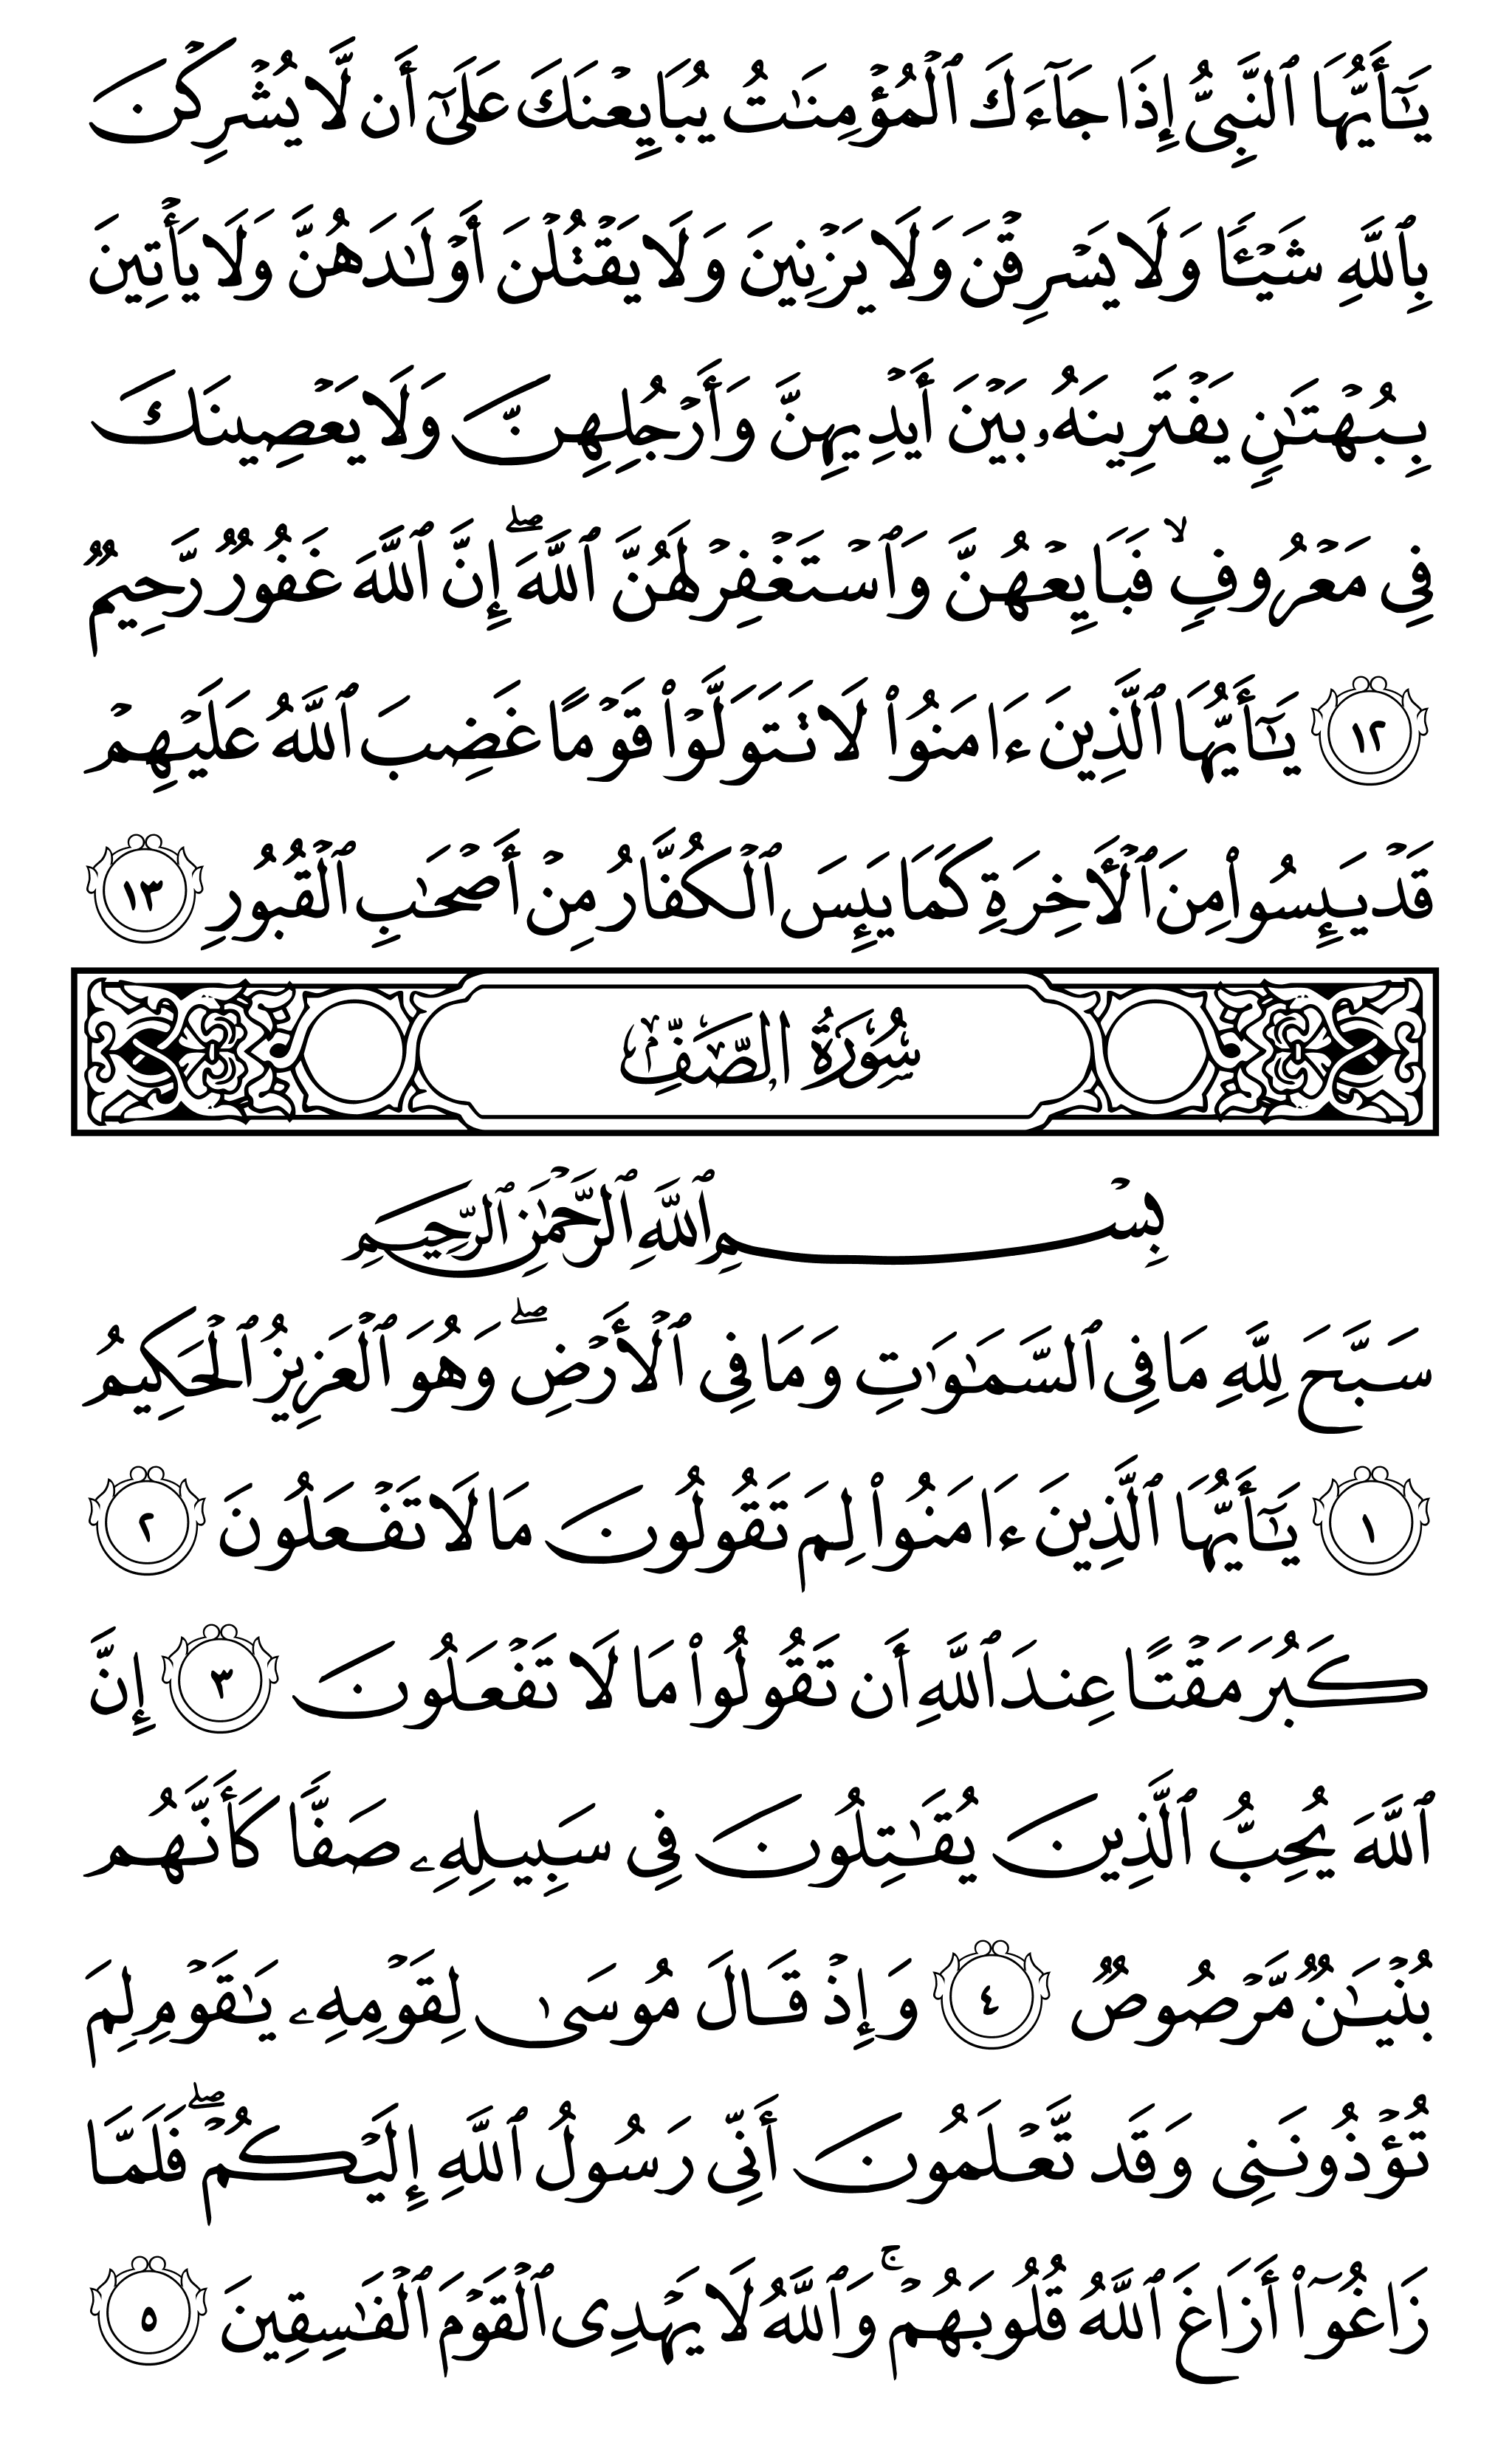 يَـٰٓأَيُّهَا ٱلنَّبِىُّ إِذَا جَآءَكَ ٱلْمُؤْمِنَـٰتُ يُبَايِعْنَكَ عَلَىٰٓ أَن لَّا يُشْرِكْنَ
بِٱللَّهِ شَيْـًٔا وَلَا يَسْرِقْنَ وَلَا يَزْنِينَ وَلَا يَقْتُلْنَ أَوْلَـٰدَهُنَّ وَلَا يَأْتِينَ
بِبُهْتَـٰنٍ يَفْتَرِينَهُۥ بَيْنَ أَيْدِيهِنَّ وَأَرْجُلِهِنَّ وَلَا يَعْصِينَكَ
فِى مَعْرُوفٍ ۙ فَبَايِعْهُنَّ وَٱسْتَغْفِرْ لَهُنَّ ٱللَّهَ ۖ إِنَّ ٱللَّهَ غَفُورٌ رَّحِيمٌ
١٢ يَـٰٓأَيُّهَا ٱلَّذِينَ ءَامَنُوا۟ لَا تَتَوَلَّوْا۟ قَوْمًا غَضِبَ ٱللَّهُ عَلَيْهِمْ
قَدْ يَئِسُوا۟ مِنَ ٱلْأَخِرَةِ كَمَا يَئِسَ ٱلْكُفَّارُ مِنْ أَصْحَـٰبِ ٱلْقُبُورِ ١٣
سُورَةُ الصَّفِّ
بِسْمِ ٱللَّهِ ٱلرَّحْمَـٰنِ ٱلرَّحِيمِ
سَبَّحَ لِلَّهِ مَا فِى ٱلسَّمَـٰوَٰتِ وَمَا فِى ٱلْأَرْضِ ۖ وَهُوَ ٱلْعَزِيزُ ٱلْحَكِيمُ
١ يَـٰٓأَيُّهَا ٱلَّذِينَ ءَامَنُوا۟ لِمَ تَقُولُونَ مَا لَا تَفْعَلُونَ ٢
كَبُرَ مَقْتًا عِندَ ٱللَّهِ أَن تَقُولُوا۟ مَا لَا تَفْعَلُونَ ٣ إِنَّ
ٱللَّهَ يُحِبُّ ٱلَّذِينَ يُقَـٰتِلُونَ فِى سَبِيلِهِۦ صَفًّا كَأَنَّهُم
بُنْيَـٰنٌ مَّرْصُوصٌ ٤ وَإِذْ قَالَ مُوسَىٰ لِقَوْمِهِۦ يَـٰقَوْمِ لِمَ
تُؤْذُونَنِى وَقَد تَّعْلَمُونَ أَنِّى رَسُولُ ٱللَّهِ إِلَيْكُمْ ۖ فَلَمَّا
زَاغُوٓا۟ أَزَاغَ ٱللَّهُ قُلُوبَهُمْ ۚ وَٱللَّهُ لَا يَهْدِى ٱلْقَوْمَ ٱلْفَـٰسِقِينَ ٥